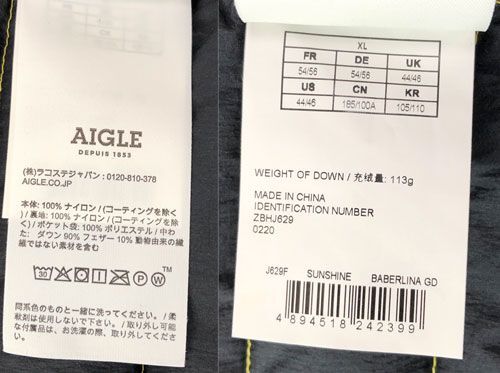 AIGLE
DEPUIS 1853
(株)ラコステジャパン : 0120-810-378
AIGLE.CO.JP
本体: 100% ナイロン / (コーティングを除く
) / 裏地: 100% ナイロン / (コーティングを除
く) / ポケット袋: 100% ポリエステル / 中わ
た: ダウン 90% フェザー 10% 動物由来の繊
維ではない素材を含む
30
P
W
TM
同系色のものと一緒に洗ってください。/ 柔
軟剤は使用しないで下さい。/ 取り外し可能
な付属品は、お洗濯の際、取り外してくださ
い。
XL
FR DE UK
54/56 54/56 44/46
US CN KR
44/46 185/100A 105/110
WEIGHT OF DOWN / 充绒量: 113g
MADE IN CHINA
IDENTIFICATION NUMBER
ZBHJ629
0220
J629F SUNSHINE BABERLINA GD
4 894518 242399